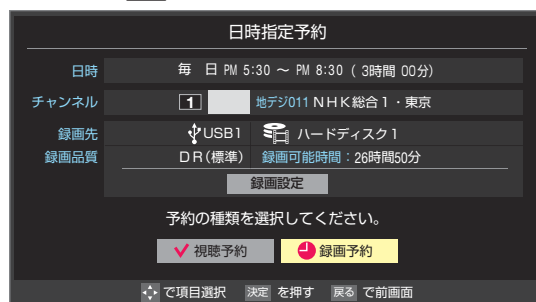 日時指定予約
日時 毎 日 PM 5:30 ～ PM 8:30 ( 3時間 00分)
チャンネル 1 地デジ011 ＮＨＫ総合１・東京
録画先 USB1 ハードディスク１
録画品質 ＤＲ(標準) 録画可能時間：26時間50分
録画設定
予約の種類を選択してください。
視聴予約 録画予約
で項目選択 決定 を押す 戻る で前画面